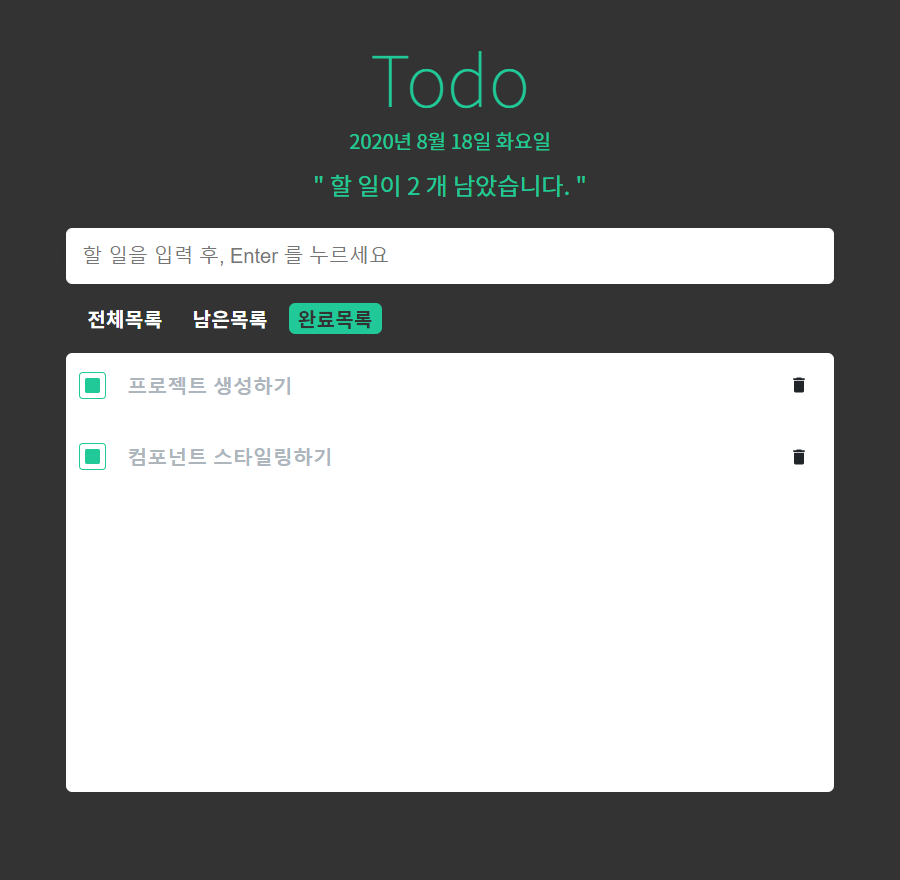 Todo
2020년 8월 18일 화요일
" 할 일이 2 개 남았습니다. "
할 일을 입력 후, Enter 를 누르세요
전체목록 남은목록 완료목록
프로젝트 생성하기
컴포넌트 스타일링하기